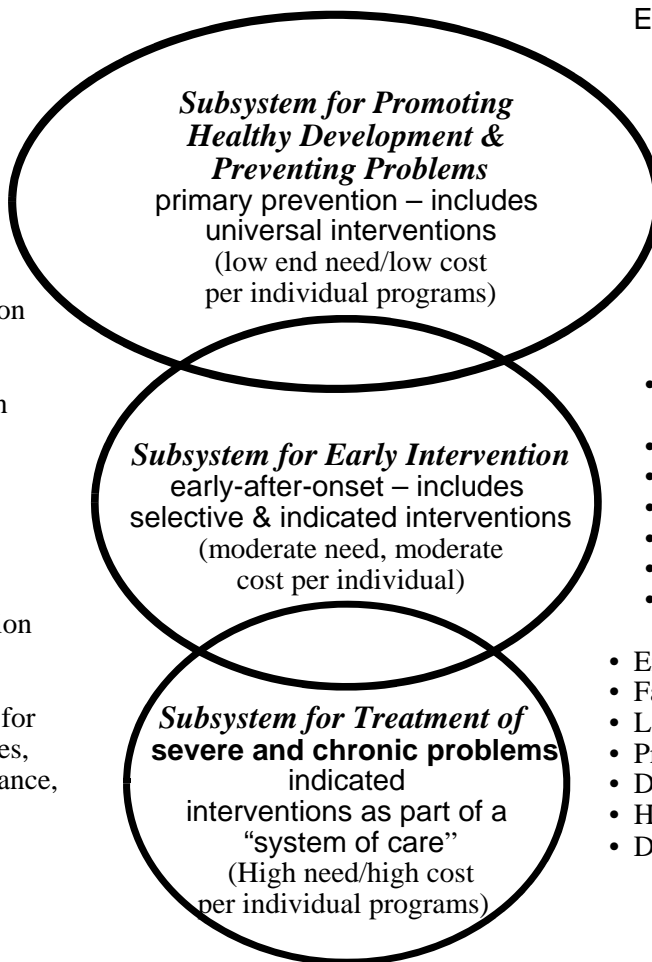 E
Subsystem for Promoting
Healthy Development &
Preventing Problems
primary prevention – includes
universal interventions
(low end need/low cost
per individual programs)
on
n
•
Subsystem for Early Intervention
early-after-onset – includes
selective & indicated interventions
(moderate need, moderate
cost per individual)
•
•
•
•
•
•
ion
• E
• Fa
for
es,
ance,
Subsystem for Treatment of
severe and chronic problems
indicated
interventions as part of a
“system of care”
(High need/high cost
per individual programs)
• L
• Pr
• D
• H
• D